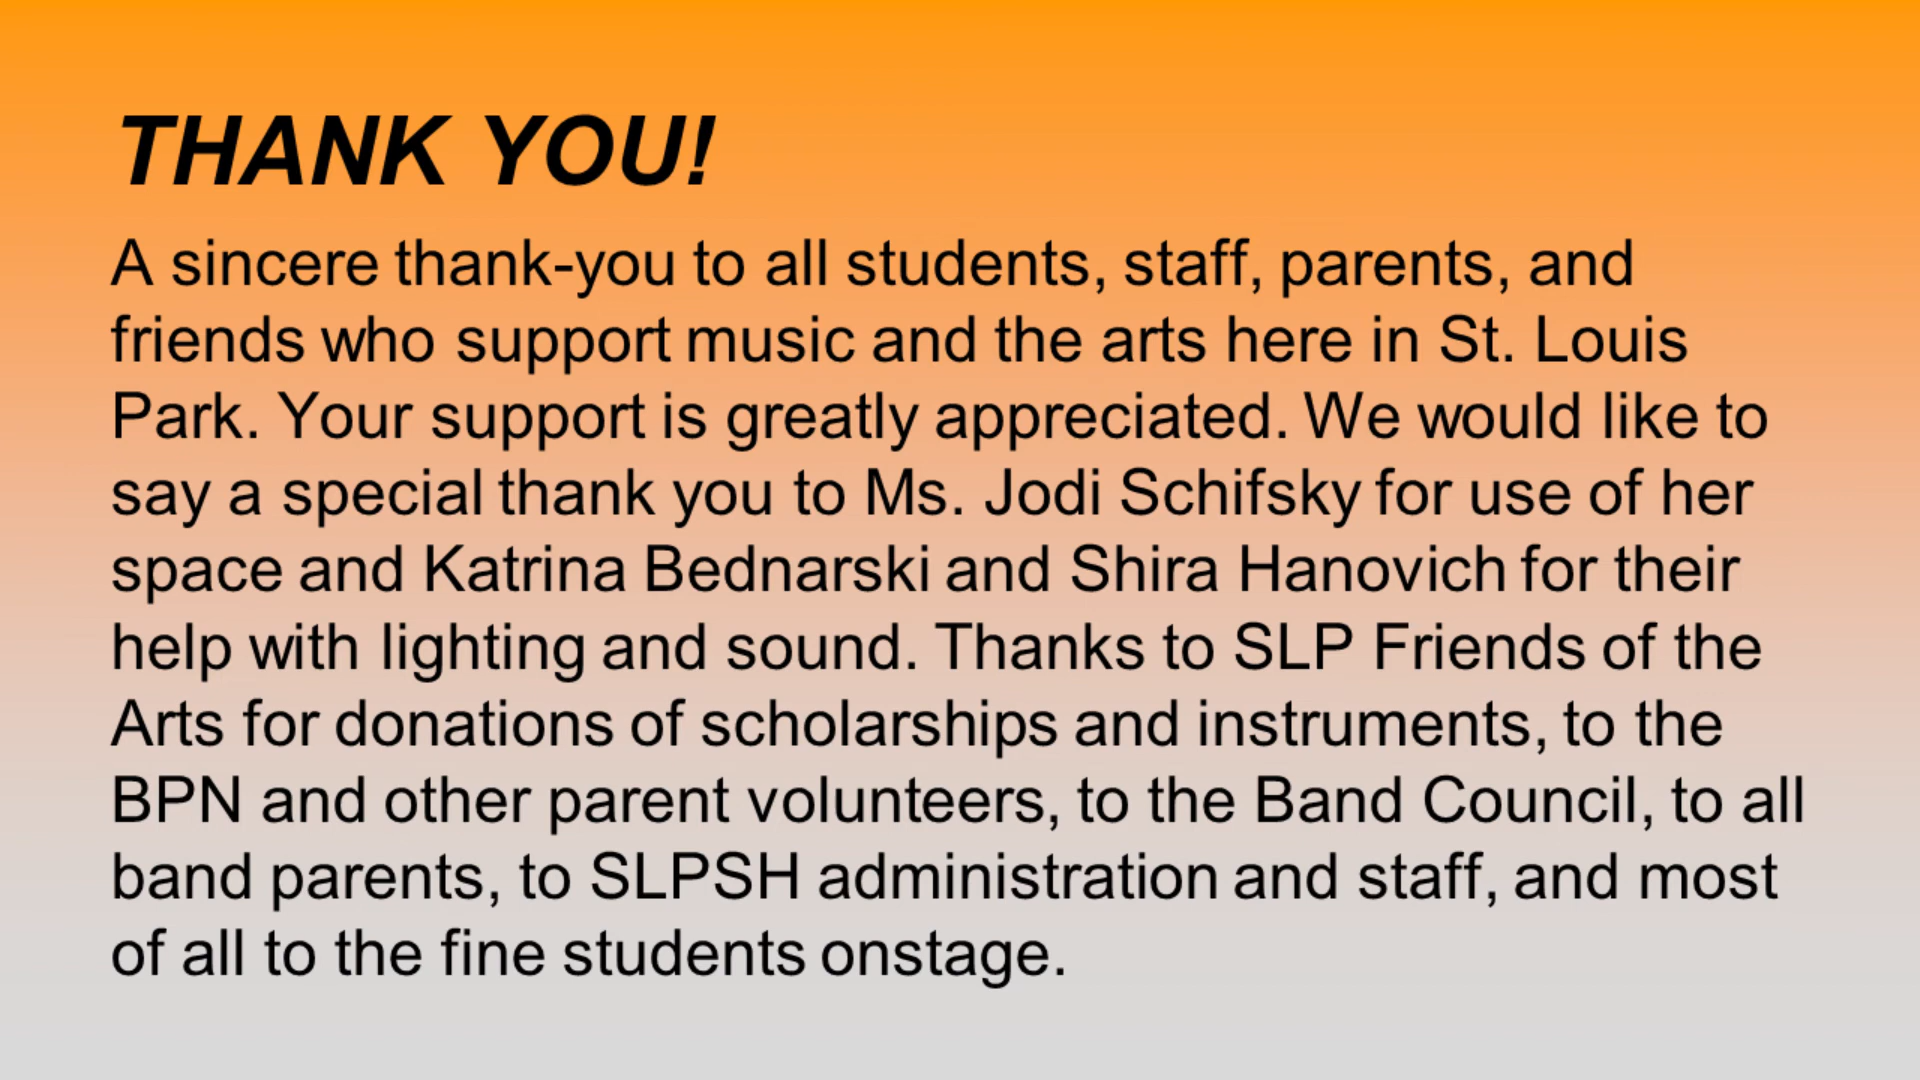 THANK YOU!
A sincere thank-you to all students, staff, parents, and
friends who support music and the arts here in St. Louis
Park. Your support is greatly appreciated. We would like to
say a special thank you to Ms. Jodi Schifsky for use of her
space and Katrina Bednarski and Shira Hanovich for their
help with lighting and sound. Thanks to SLP Friends of the
Arts for donations of scholarships and instruments, to the
BPN and other parent volunteers, to the Band Council, to all
band parents, to SLPSH administration and staff, and most
of all to the fine students onstage.